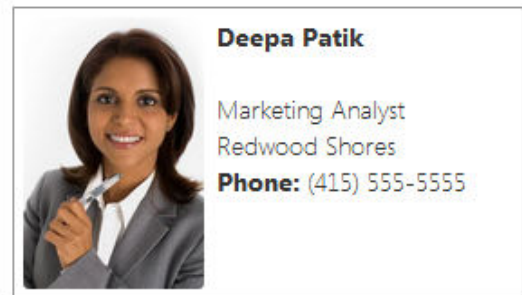 Deepa Patik
Marketing Analyst
Redwood Shores
Phone: (415) 555-5555